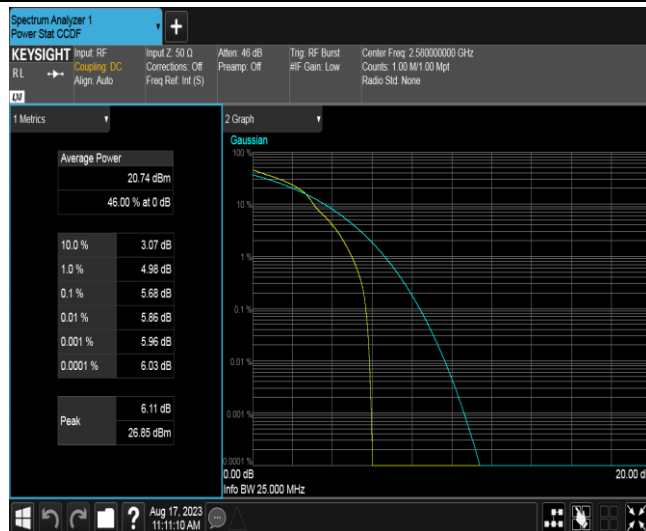 Spectrum Analyzer 1
Power Stat CCDF
KEYSIGHT
RL
LXI
Input: RF
Coupling: DC
Align: Auto
Input Z: 50 Ω
Corrections: Off
Freq Ref: Int (S)
Atten: 46 dB
Preamp: Off
Trig: RF Burst
#IF Gain: Low
Center Freq: 2.580000000 GHz
Counts: 1.00 M/1.00 Mpt
Radio Std: None
1 Metrics
Average Power
20.74 dBm
46.00 % at 0 dB
10.0 % 3.07 dB
1.0 % 4.98 dB
0.1 % 5.68 dB
0.01 % 5.86 dB
0.001 % 5.96 dB
0.0001 % 6.03 dB
Peak
6.11 dB
26.85 dBm
2 Graph
Gaussian
100 %
10 %
1 %
0.1 %
0.01 %
0.001 %
0.0001 %
0.00 dB
20.00 d
Info BW 25.000 MHz
?
Aug 17, 2023
11:11:10 AM